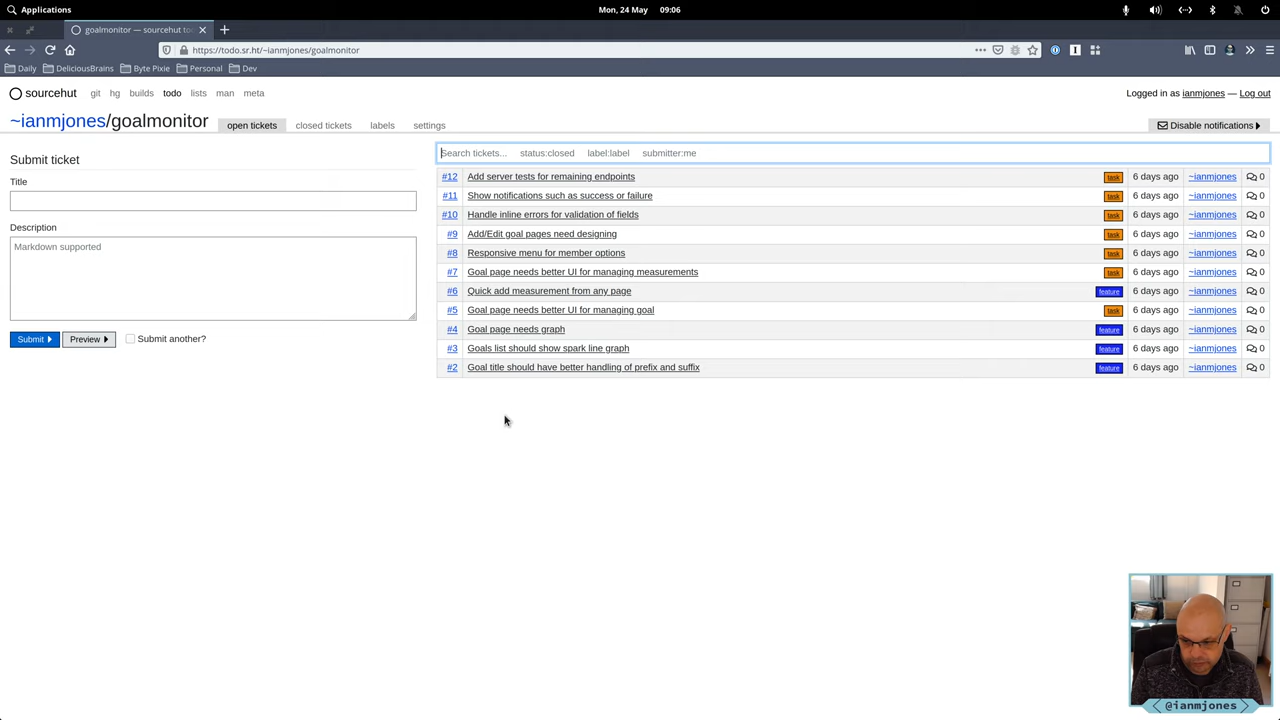 Applications
Mon, 24 May 09:06
goalmonitor — sourcehut to
https://todo.sr.ht/~ianmjones/goalmonitor
Daily DeliciousBrains Byte Pixie Personal Dev
sourcehut git hg builds todo lists man meta
Logged in as ianmjones — Log out
~ianmjones/goalmonitor open tickets closed tickets labels settings
Disable notifications
Submit ticket
Title
Description
Markdown supported
Submit Preview Submit another?
Search tickets... status:closed label:label submitter:me
#12 Add server tests for remaining endpoints task 6 days ago ~ianmjones 0
#11 Show notifications such as success or failure task 6 days ago ~ianmjones 0
#10 Handle inline errors for validation of fields task 6 days ago ~ianmjones 0
#9 Add/Edit goal pages need designing task 6 days ago ~ianmjones 0
#8 Responsive menu for member options task 6 days ago ~ianmjones 0
#7 Goal page needs better UI for managing measurements task 6 days ago ~ianmjones 0
#6 Quick add measurement from any page feature 6 days ago ~ianmjones 0
#5 Goal page needs better UI for managing goal task 6 days ago ~ianmjones 0
#4 Goal page needs graph feature 6 days ago ~ianmjones 0
#3 Goals list should show spark line graph feature 6 days ago ~ianmjones 0
#2 Goal title should have better handling of prefix and suffix feature 6 days ago ~ianmjones 0
@ianmjones